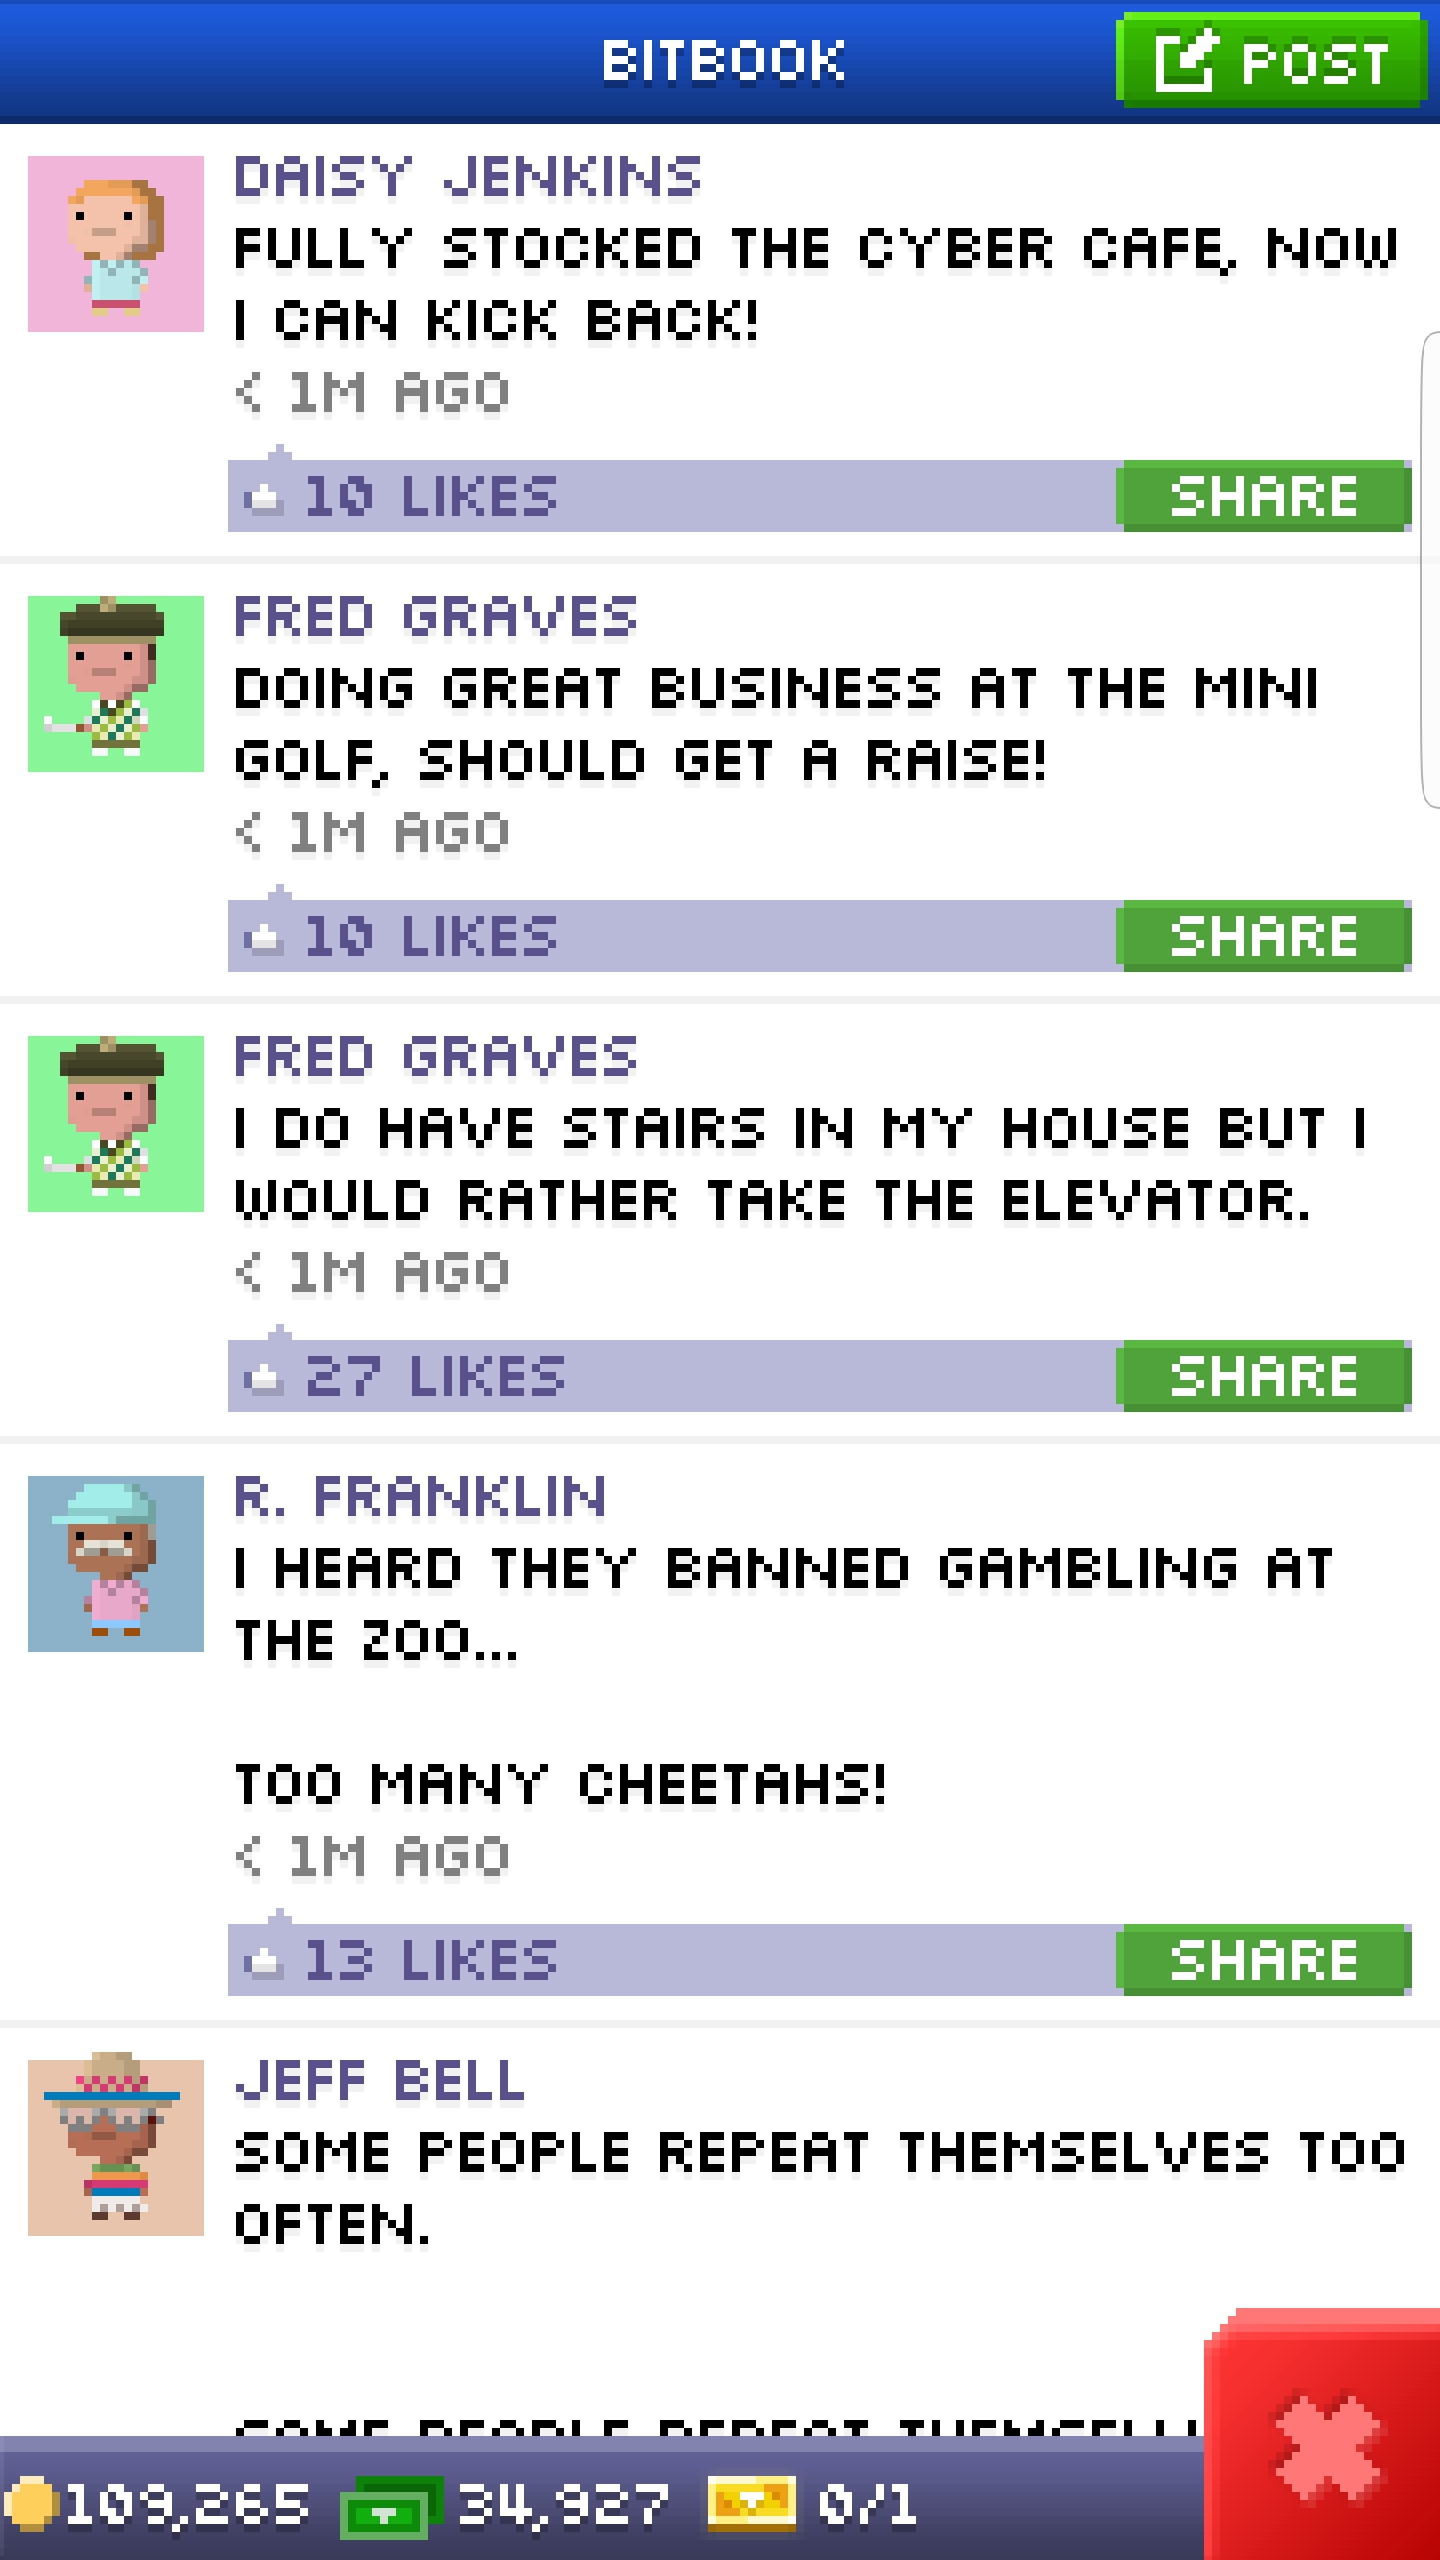 BITBOOK
POST
DAISY JENKINS
FULLY STOCKED THE CYBER CAFE, NOW
I CAN KICK BACK!
< 1M AGO
10 LIKES
SHARE
FRED GRAVES
DOING GREAT BUSINESS AT THE MINI
GOLF, SHOULD GET A RAISE!
< 1M AGO
10 LIKES
SHARE
FRED GRAVES
I DO HAVE STAIRS IN MY HOUSE BUT I
WOULD RATHER TAKE THE ELEVATOR.
< 1M AGO
27 LIKES
SHARE
R. FRANKLIN
I HEARD THEY BANNED GAMBLING AT
THE ZOO...
TOO MANY CHEETAHS!
< 1M AGO
13 LIKES
SHARE
JEFF BELL
SOME PEOPLE REPEAT THEMSELVES TOO
OFTEN.
SOME PEOPLE REPEAT
109,265
34,927
0/1